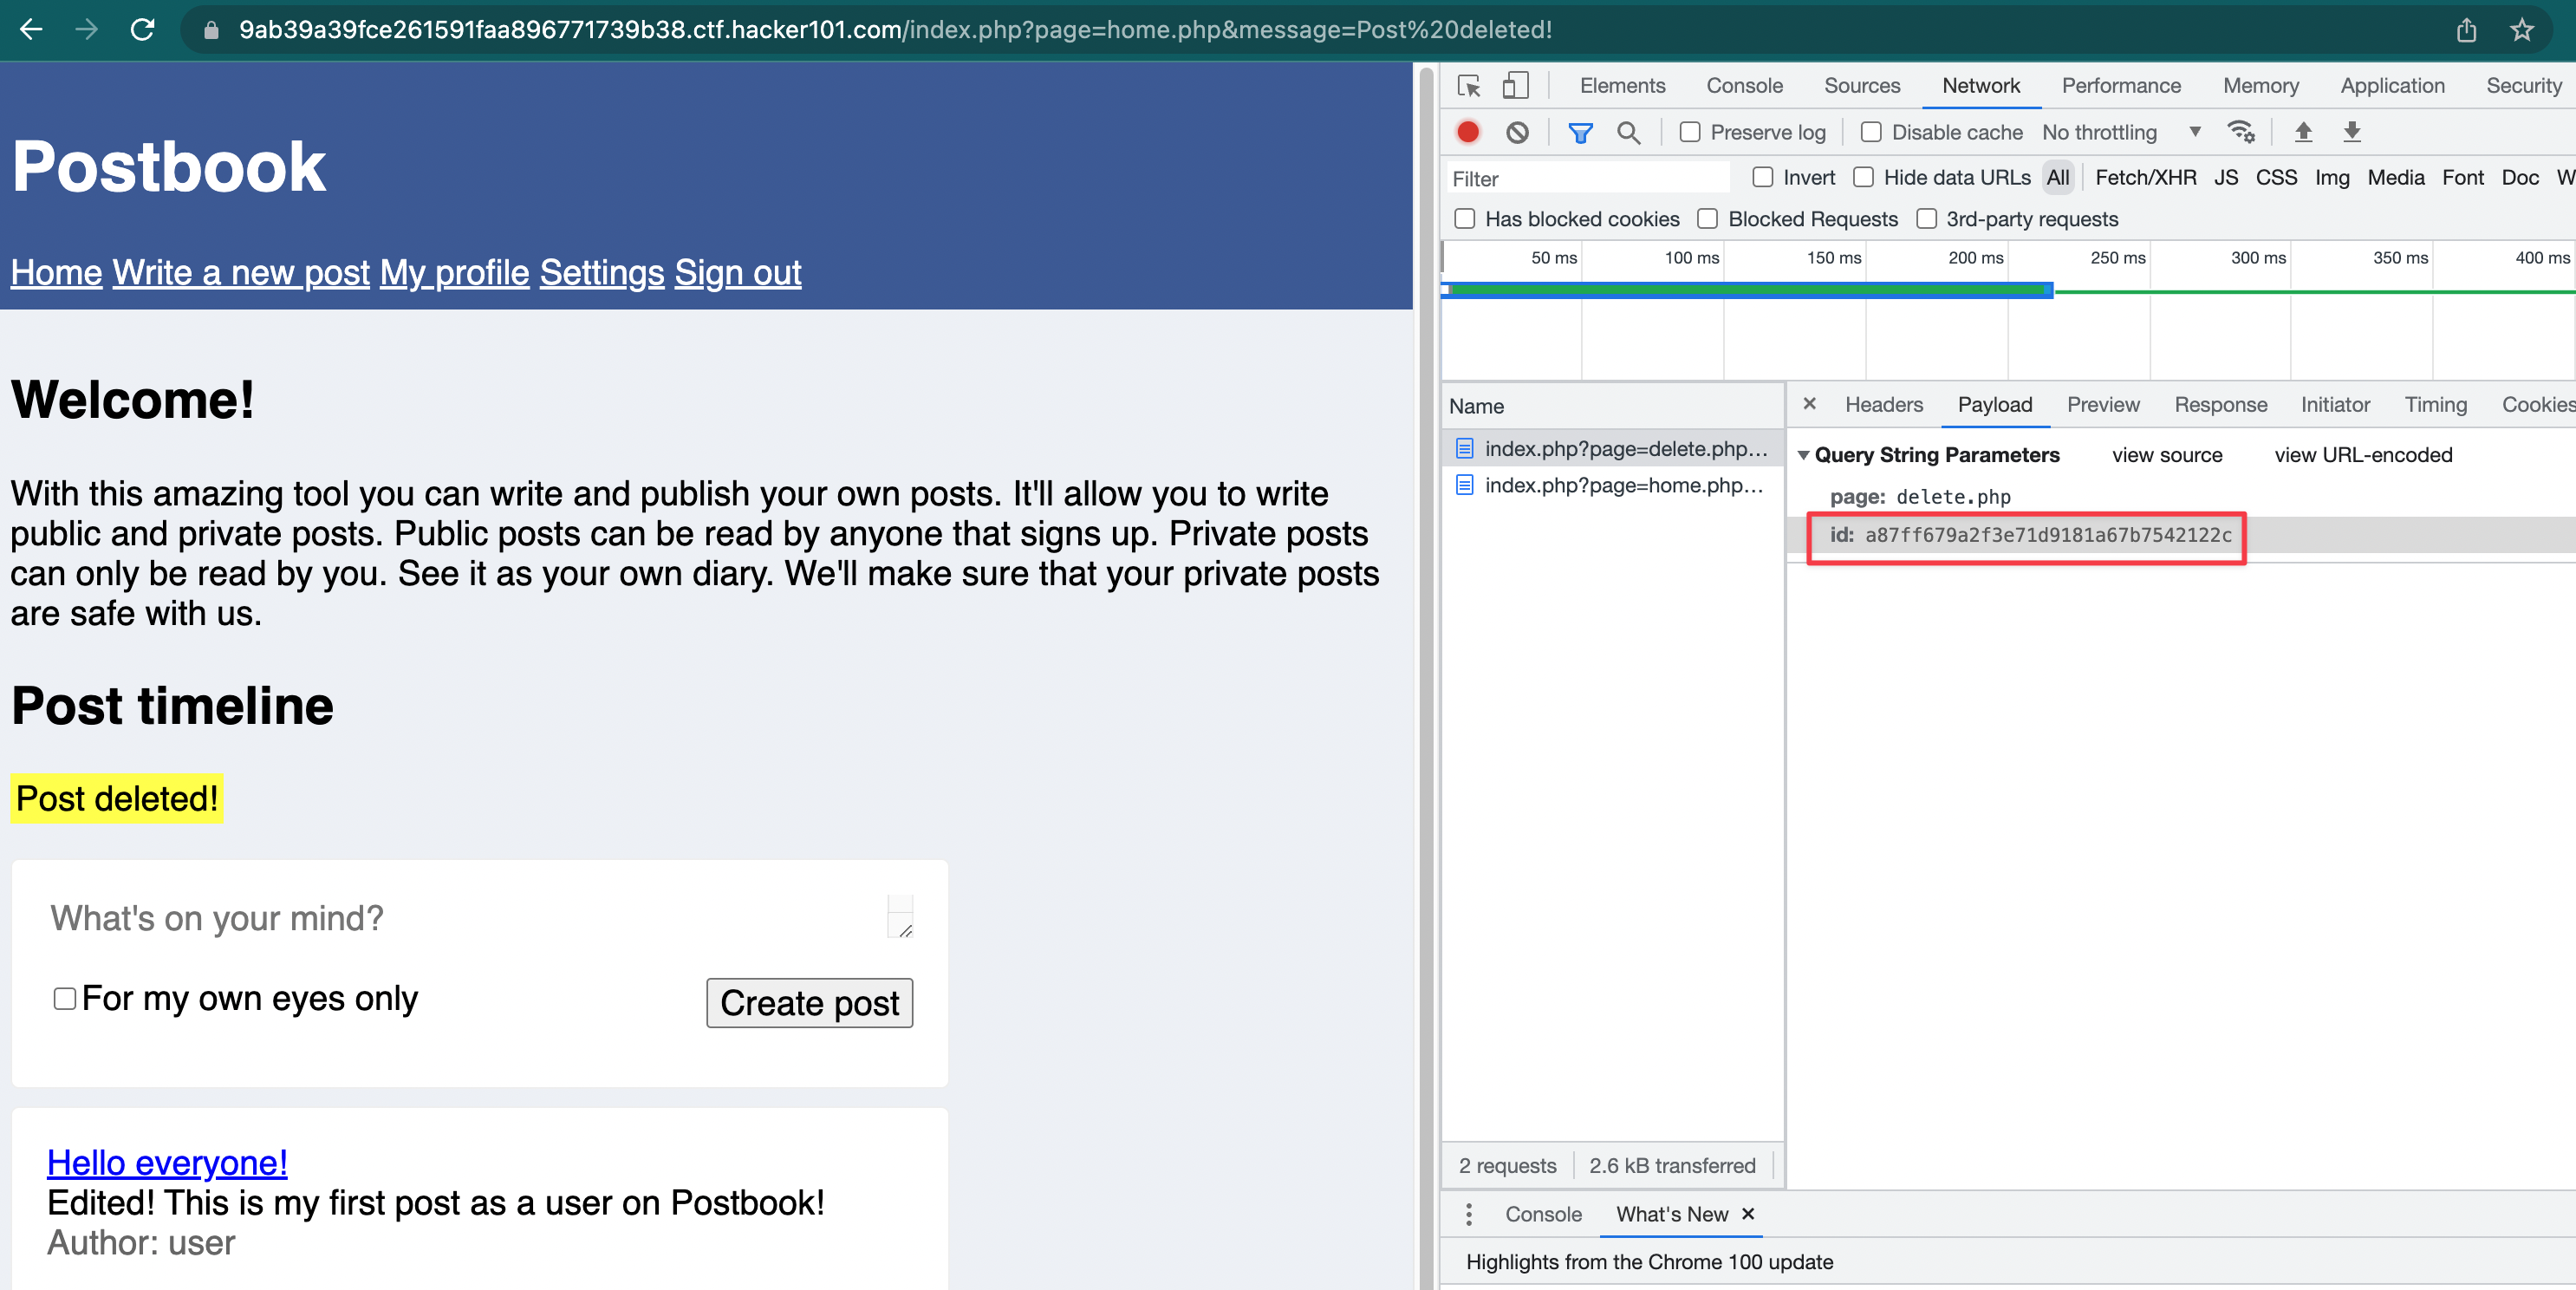 9ab39a39fce261591faa896771739b38.ctf.hacker101.com/index.php?page=home.php&message=Post%20deleted!
Postbook
Home Write a new post My profile Settings Sign out
Welcome!
With this amazing tool you can write and publish your own posts. It'll allow you to write
public and private posts. Public posts can be read by anyone that signs up. Private posts
can only be read by you. See it as your own diary. We'll make sure that your private posts
are safe with us.
Post timeline
Post deleted!
What's on your mind?
For my own eyes only
Create post
Hello everyone!
Edited! This is my first post as a user on Postbook!
Author: user
Elements Console Sources Network Performance Memory Application Security
Preserve log Disable cache No throttling
Filter Invert Hide data URLs All Fetch/XHR JS CSS Img Media Font Doc W
Has blocked cookies Blocked Requests 3rd-party requests
50 ms 100 ms 150 ms 200 ms 250 ms 300 ms 350 ms 400 ms
Name
index.php?page=delete.php...
index.php?page=home.php...
× Headers Payload Preview Response Initiator Timing Cookies
Query String Parameters view source view URL-encoded
page: delete.php
id: a87ff679a2f3e71d9181a67b7542122c
2 requests 2.6 kB transferred
Console What's New ×
Highlights from the Chrome 100 update